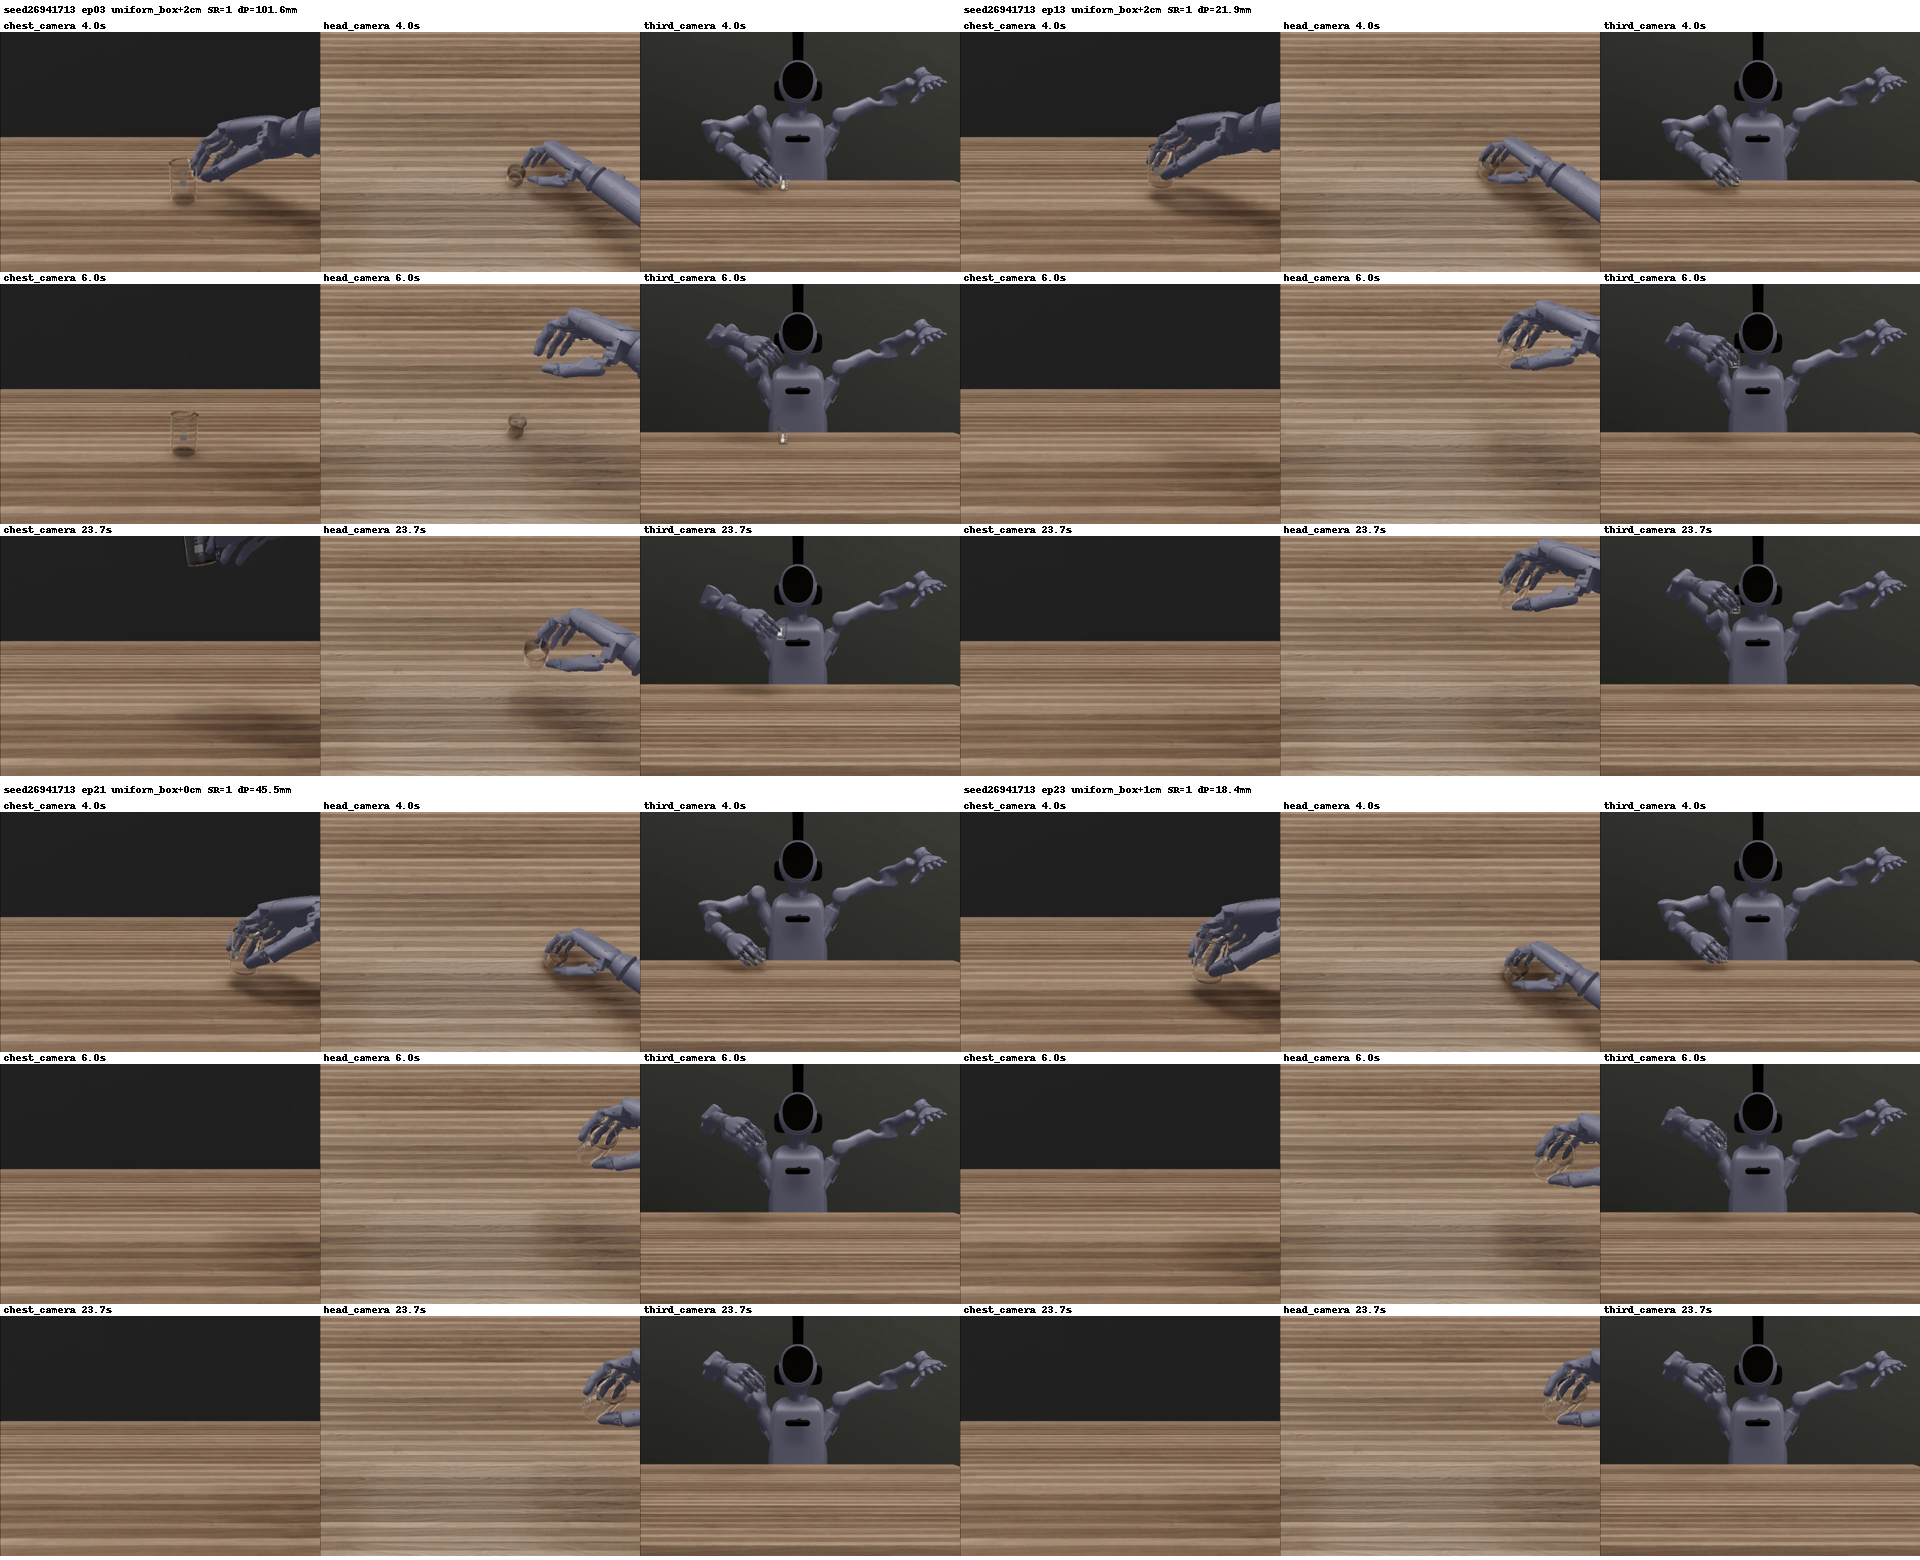 seed26941713 ep03 uniform_box+2cm SR=1 dP=101.6mm
chest_camera 4.0s
head_camera 4.0s
third_camera 4.0s
chest_camera 6.0s
head_camera 6.0s
third_camera 6.0s
chest_camera 23.7s
head_camera 23.7s
third_camera 23.7s
seed26941713 ep13 uniform_box+2cm SR=1 dP=21.9mm
chest_camera 4.0s
head_camera 4.0s
third_camera 4.0s
chest_camera 6.0s
head_camera 6.0s
third_camera 6.0s
chest_camera 23.7s
head_camera 23.7s
third_camera 23.7s
seed26941713 ep21 uniform_box+0cm SR=1 dP=45.5mm
chest_camera 4.0s
head_camera 4.0s
third_camera 4.0s
chest_camera 6.0s
head_camera 6.0s
third_camera 6.0s
chest_camera 23.7s
head_camera 23.7s
third_camera 23.7s
seed26941713 ep23 uniform_box+1cm SR=1 dP=18.4mm
chest_camera 4.0s
head_camera 4.0s
third_camera 4.0s
chest_camera 6.0s
head_camera 6.0s
third_camera 6.0s
chest_camera 23.7s
head_camera 23.7s
third_camera 23.7s